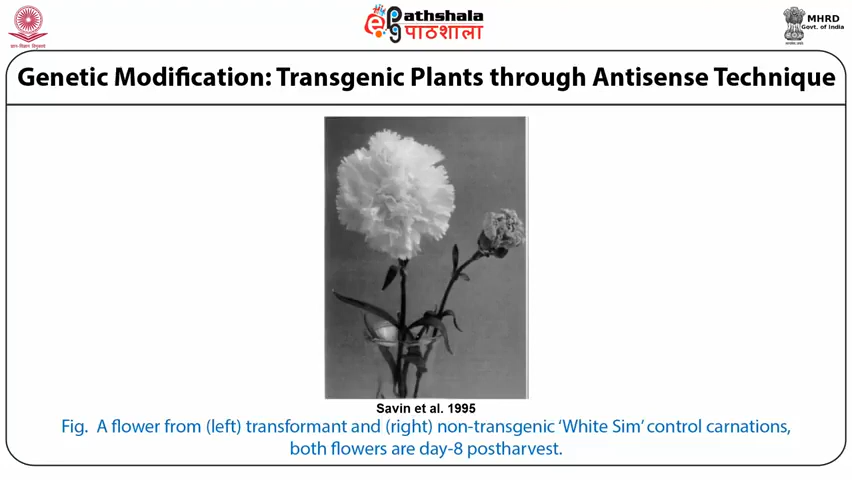 Pathshala
पाठशाला
MHRD
Govt. of India
Genetic Modification: Transgenic Plants through Antisense Technique
Savin et al. 1995
Fig. A flower from (left) transformant and (right) non-transgenic ‘White Sim’ control carnations,
both flowers are day-8 postharvest.